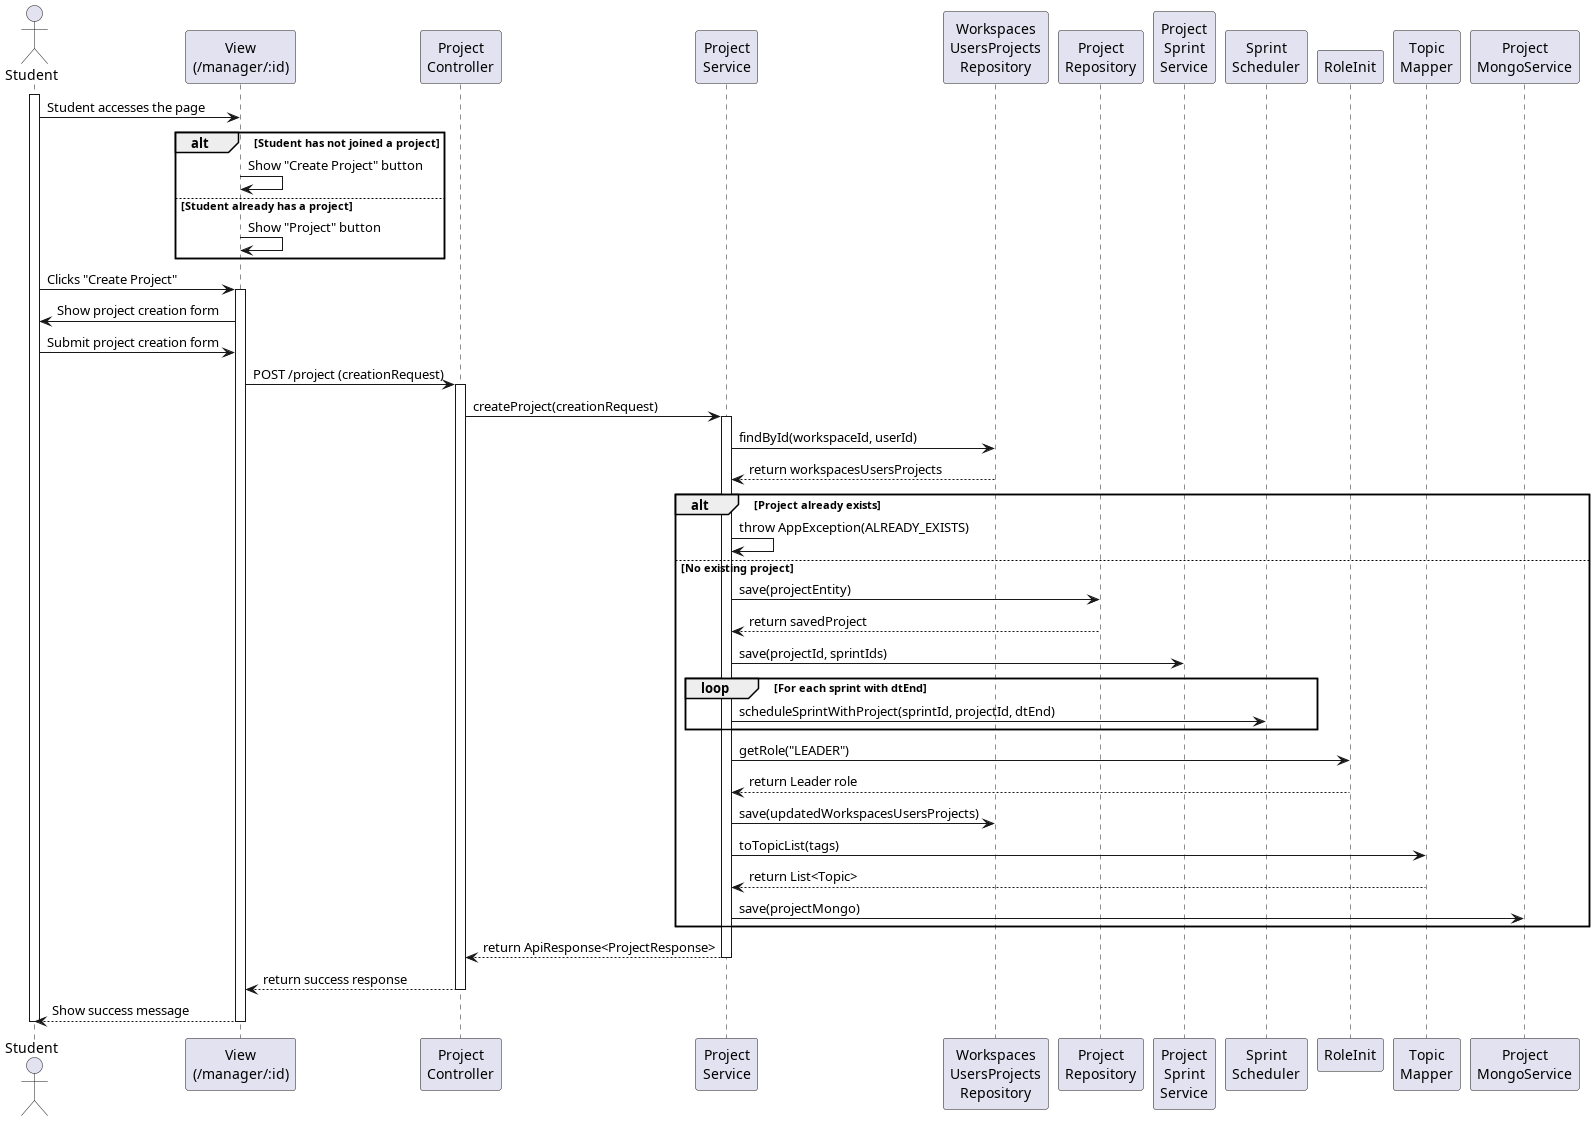 Student
View
(/manager/:id)
Project
Controller
Project
Service
Workspaces
UsersProjects
Repository
Project
Repository
Project
Sprint
Service
Sprint
Scheduler
RoleInit
Topic
Mapper
Project
MongoService
Student accesses the page
alt [Student has not joined a project]
Show "Create Project" button
[Student already has a project]
Show "Project" button
Clicks "Create Project"
Show project creation form
Submit project creation form
POST /project (creationRequest)
createProject(creationRequest)
findById(workspaceId, userId)
return workspacesUsersProjects
alt [Project already exists]
throw AppException(ALREADY_EXISTS)
[No existing project]
save(projectEntity)
return savedProject
save(projectId, sprintIds)
loop [For each sprint with dtEnd]
scheduleSprintWithProject(sprintId, projectId, dtEnd)
getRole("LEADER")
return Leader role
save(updatedWorkspacesUsersProjects)
toTopicList(tags)
return List<Topic>
save(projectMongo)
return ApiResponse<ProjectResponse>
return success response
Show success message
Student
View
(/manager/:id)
Project
Controller
Project
Service
Workspaces
UsersProjects
Repository
Project
Repository
Project
Sprint
Service
Sprint
Scheduler
RoleInit
Topic
Mapper
Project
MongoService